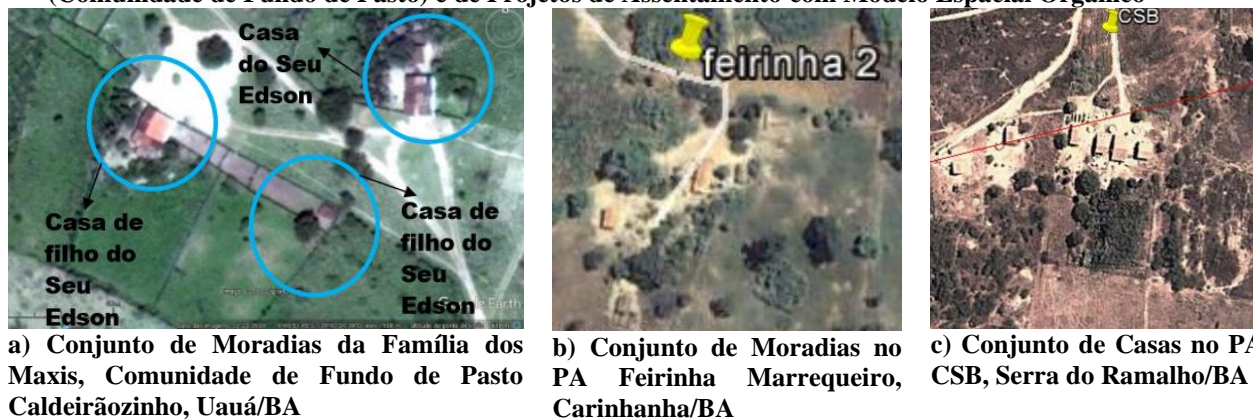 (Comunidade de Fundo de Pasto) e de Projetos de Assentamento com Modelo Espacial Orgânico
Casa
do Seu
Edson
Casa de
filho do
Seu
Edson
Casa de
filho do
Seu
Edson
feirinha 2
CSB
a) Conjunto de Moradias da Família dos
Maxis, Comunidade de Fundo de Pasto
Caldeirãozinho, Uauá/BA
b) Conjunto de Moradias no
PA Feirinha Marrequeiro,
Carinhanha/BA
c) Conjunto de Casas no PA
CSB, Serra do Ramalho/BA